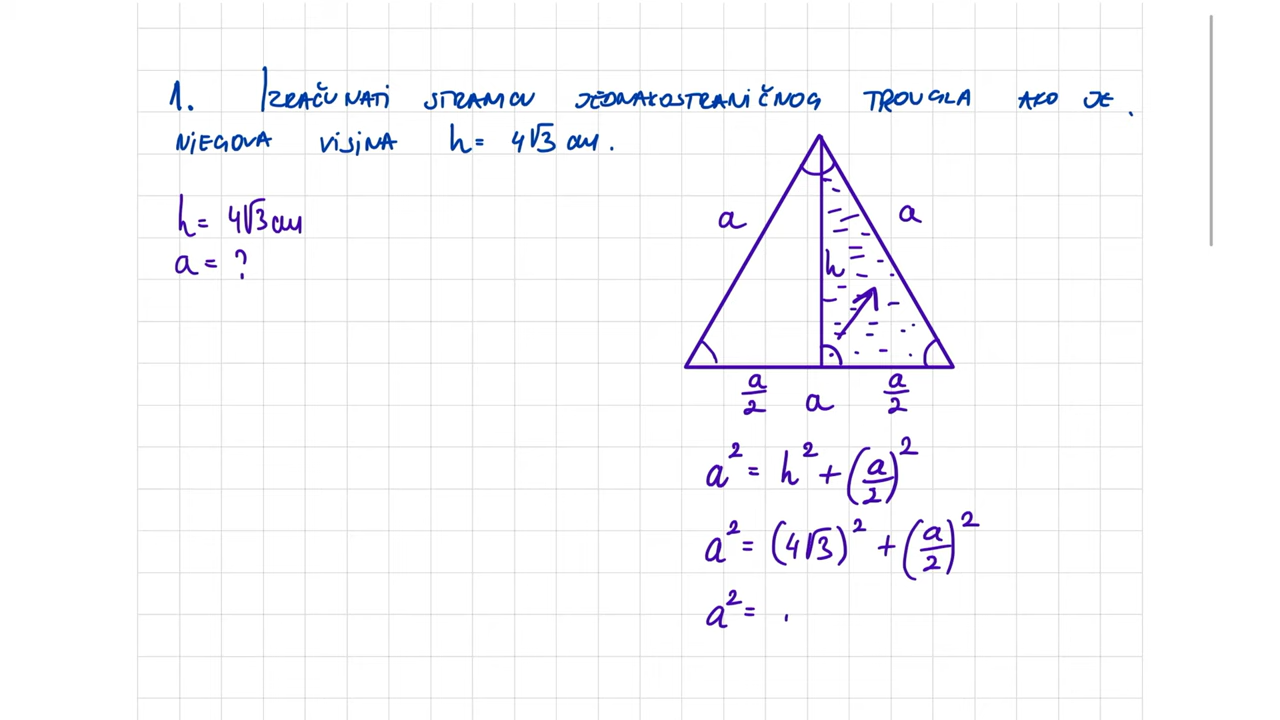 1. IZRAČUNATI STRANICU JEDNAKOSTRANIČNOG TROUGLA AKO JE
NJEGOVA VISINA h = 4√3 cm.
h = 4√3 cm
a = ?
a a
h
a/2 a a/2
a² = h² + (a/2)²
a² = (4√3)² + (a/2)²
a² =